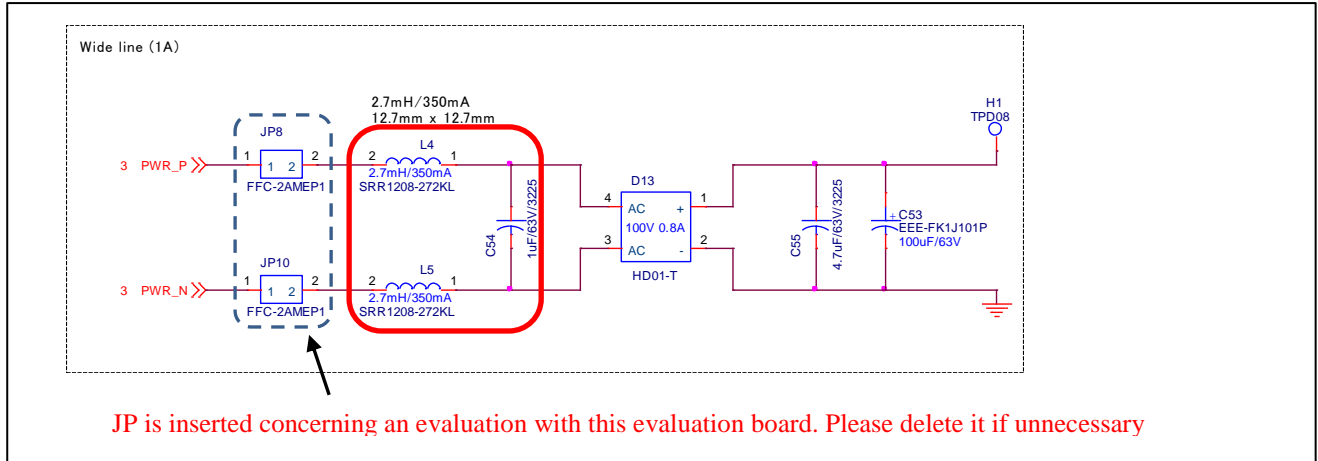 Wide line (1A)
2.7mH/350mA
12.7mm x 12.7mm
H1
TPD08
JP8
L4
3 PWR_P
1
1 2
2
2
1
FFC-2AMEP1
2.7mH/350mA
SRR1208-272KL
D13
C54
1uF/63V/3225
4
AC
+
1
100V 0.8A
3
AC
-
2
HD01-T
C55
4.7uF/63V/3225
+
C53
EEE-FK1J101P
100uF/63V
JP10
L5
3 PWR_N
1
1 2
2
2
1
FFC-2AMEP1
2.7mH/350mA
SRR1208-272KL
JP is inserted concerning an evaluation with this evaluation board. Please delete it if unnecessary